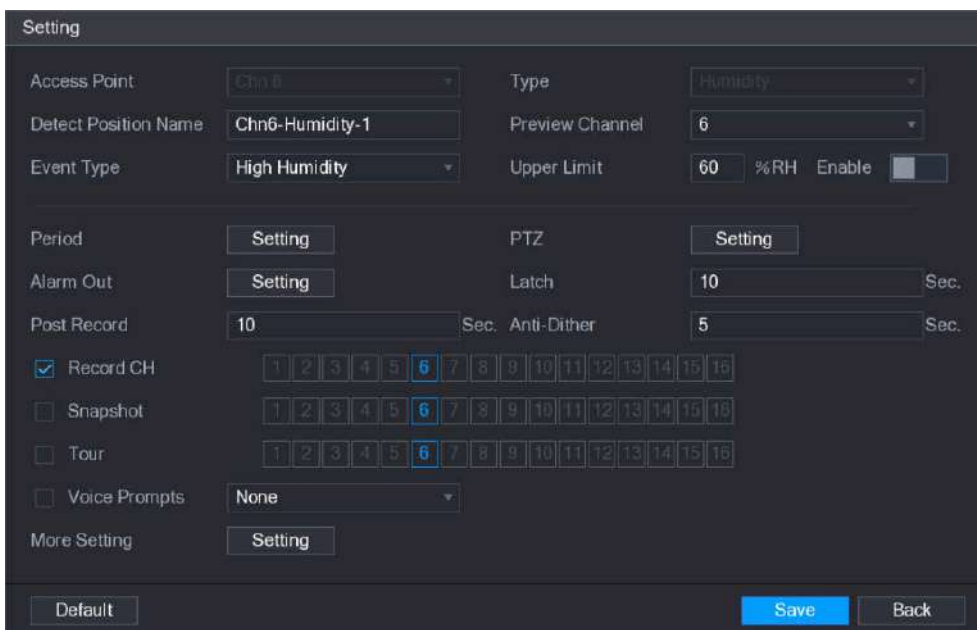 Setting
Access Point Chn 6 Type Humidity
Detect Position Name Chn6-Humidity-1 Preview Channel 6
Event Type High Humidity Upper Limit 60 %RH Enable
Period Setting PTZ Setting
Alarm Out Setting Latch 10 Sec.
Post Record 10 Sec. Anti-Dither 5 Sec.
Record CH 1 2 3 4 5 6 7 8 9 10 11 12 13 14 15 16
Snapshot 1 2 3 4 5 6 7 8 9 10 11 12 13 14 15 16
Tour 1 2 3 4 5 6 7 8 9 10 11 12 13 14 15 16
Voice Prompts None
More Setting Setting
Default Save Back